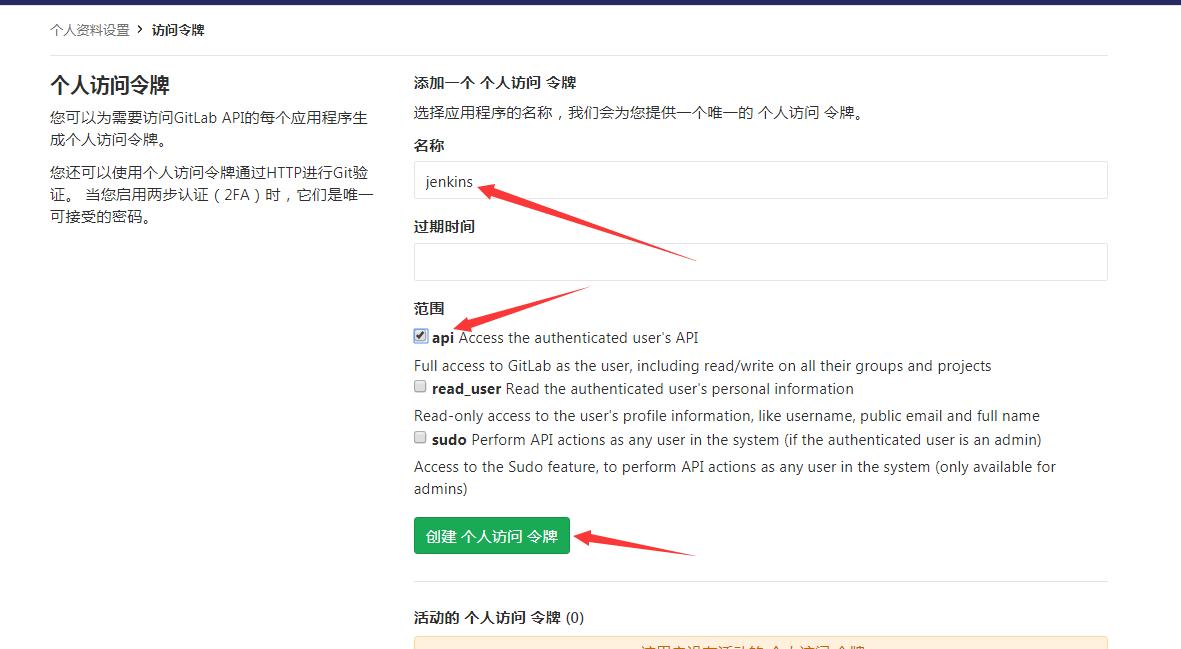 个人资料设置 › 访问令牌
个人访问令牌
您可以为需要访问GitLab API的每个应用程序生
成个人访问令牌。
您还可以使用个人访问令牌通过HTTP进行Git验
证。 当您启用两步认证（2FA）时，它们是唯一
可接受的密码。
添加一个 个人访问 令牌
选择应用程序的名称，我们会为您提供一个唯一的 个人访问 令牌。
名称
jenkins
过期时间
范围
api Access the authenticated user's API
Full access to GitLab as the user, including read/write on all their groups and projects
read_user Read the authenticated user's personal information
Read-only access to the user's profile information, like username, public email and full name
sudo Perform API actions as any user in the system (if the authenticated user is an admin)
Access to the Sudo feature, to perform API actions as any user in the system (only available for
admins)
创建 个人访问 令牌
活动的 个人访问 令牌 (0)